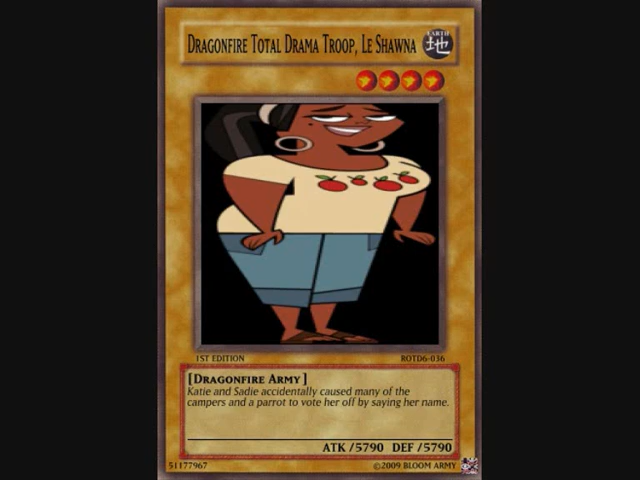 Dragonfire Total Drama Troop, Le Shawna
EARTH
地
1ST EDITION
ROTD6-036
[Dragonfire Army]
Katie and Sadie accidentally caused many of the
campers and a parrot to vote her off by saying her name.
ATK/5790 DEF/5790
51177967
©2009 BLOOM ARMY